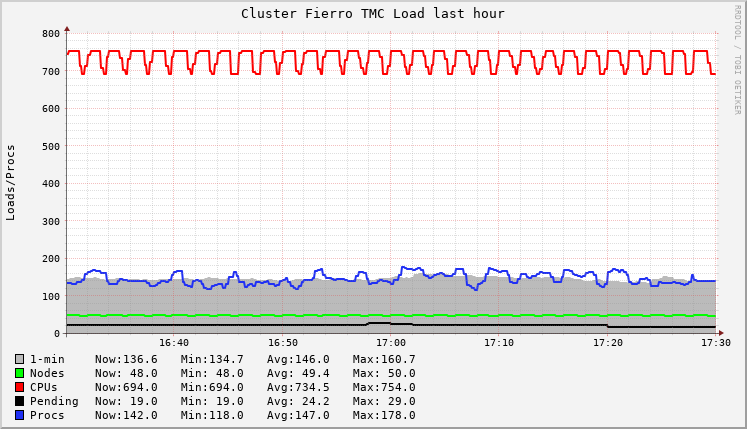 Cluster Fierro TMC Load last hour
RRDTOOL / TOBI OETIKER
Loads/Procs
800
700
600
500
400
300
200
100
0
16:40 16:50 17:00 17:10 17:20 17:30
1-min Now:136.6 Min:134.7 Avg:146.0 Max:160.7
Nodes Now: 48.0 Min: 48.0 Avg: 49.4 Max: 50.0
CPUs Now:694.0 Min:694.0 Avg:734.5 Max:754.0
Pending Now: 19.0 Min: 19.0 Avg: 24.2 Max: 29.0
Procs Now:142.0 Min:118.0 Avg:147.0 Max:178.0